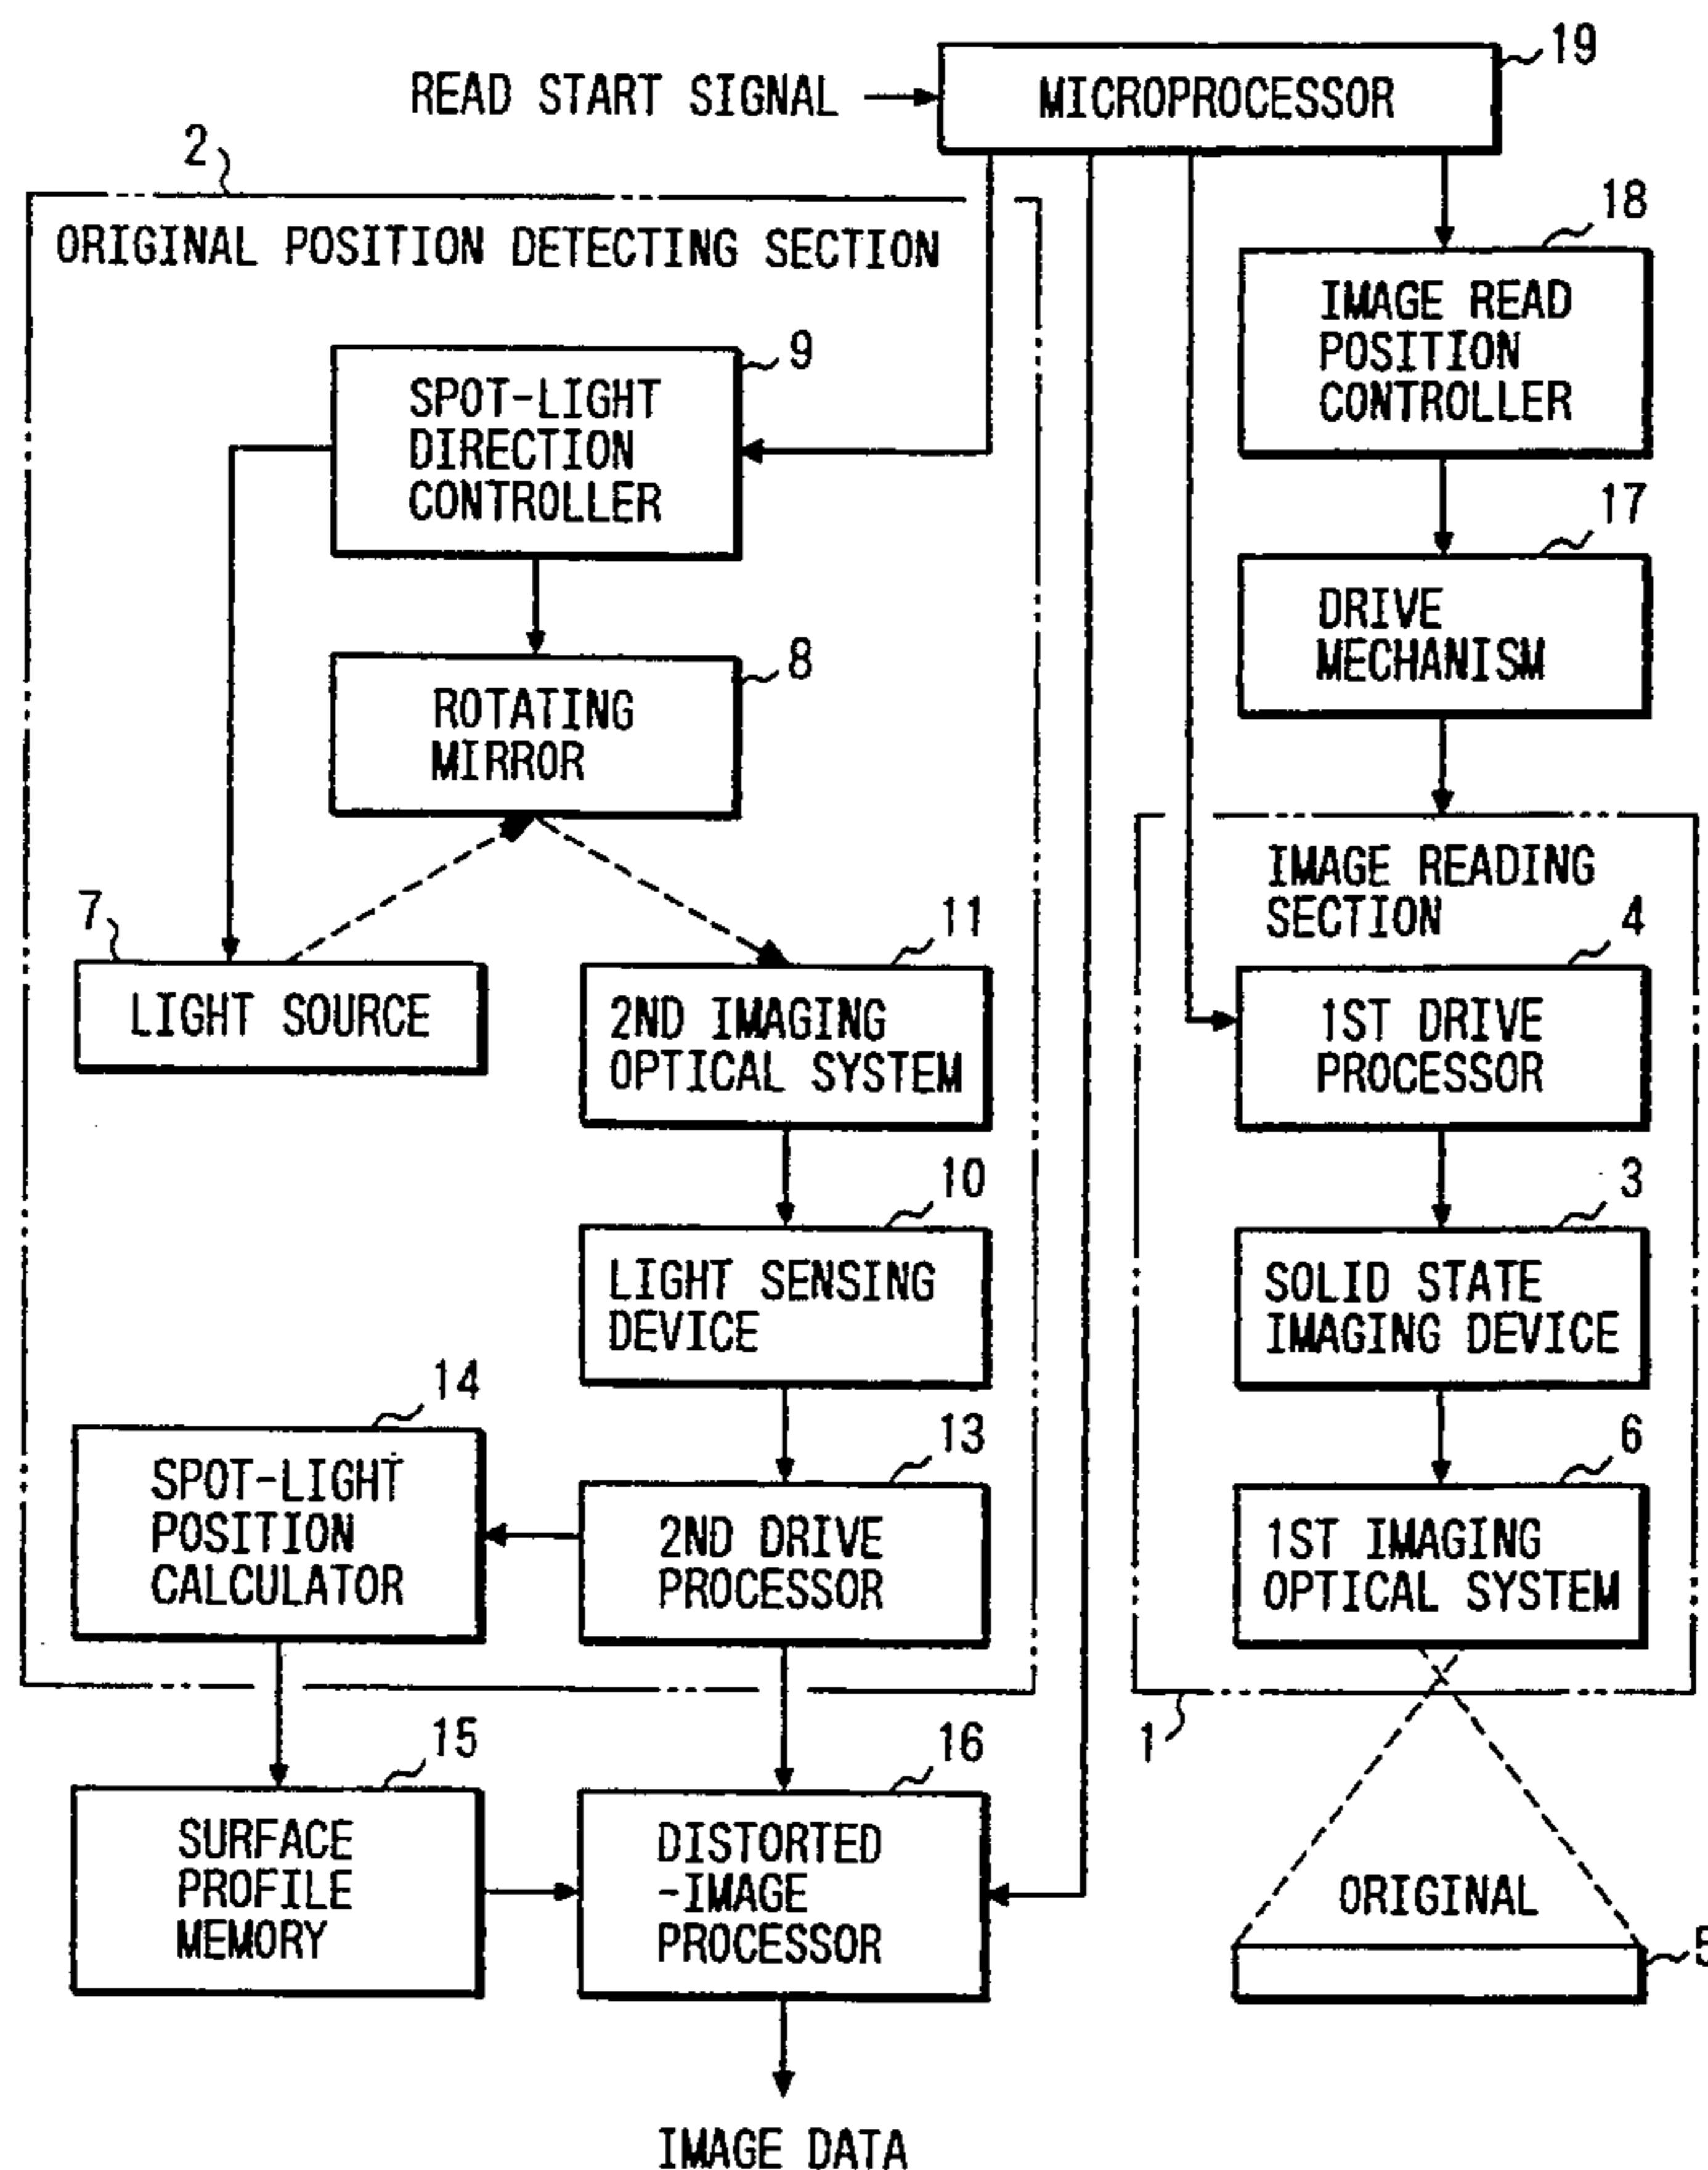 19
READ START SIGNAL
MICROPROCESSOR
2
ORIGINAL POSITION DETECTING SECTION
18
IMAGE READ
POSITION
CONTROLLER
9
SPOT-LIGHT
DIRECTION
CONTROLLER
17
DRIVE
MECHANISM
8
ROTATING
MIRROR
IMAGE READING
SECTION
7
LIGHT SOURCE
11
2ND IMAGING
OPTICAL SYSTEM
4
1ST DRIVE
PROCESSOR
10
LIGHT SENSING
DEVICE
3
SOLID STATE
IMAGING DEVICE
14
SPOT-LIGHT
POSITION
CALCULATOR
13
2ND DRIVE
PROCESSOR
6
1ST IMAGING
OPTICAL SYSTEM
1
15
SURFACE
PROFILE
MEMORY
16
DISTORTED
-IMAGE
PROCESSOR
ORIGINAL
5
IMAGE DATA